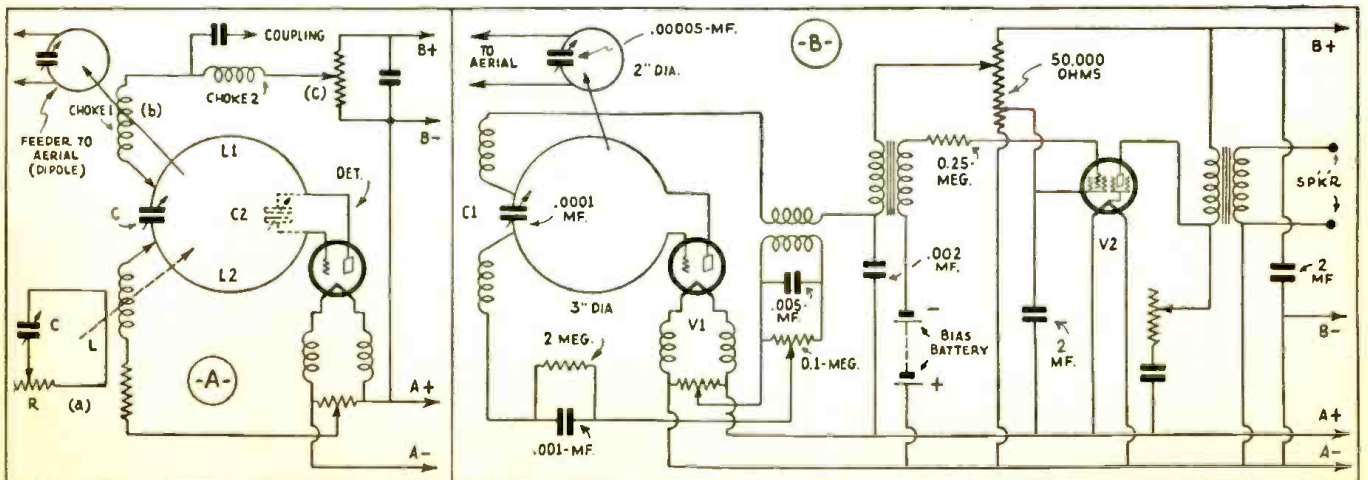 FEEDER TO
AERIAL
(DIPOLE)
CHOKE 1
(b)
COUPLING
CHOKE 2
(c)
B+
B-
L1
C
C2
DET.
L2
C
L
R
(a)
-A-
A+
A-
TO
AERIAL
.00005-MF.
2" DIA.
-B-
C1
.0001
MF.
3" DIA
2 MEG.
.001-MF.
V1
.005-
MF.
0.1-MEG.
.002
MF.
0.25-
MEG.
-
BIAS
BATTERY
+
50,000
OHMS
V2
2
MF.
SP'K'R
2
MF
B+
B-
A+
A-